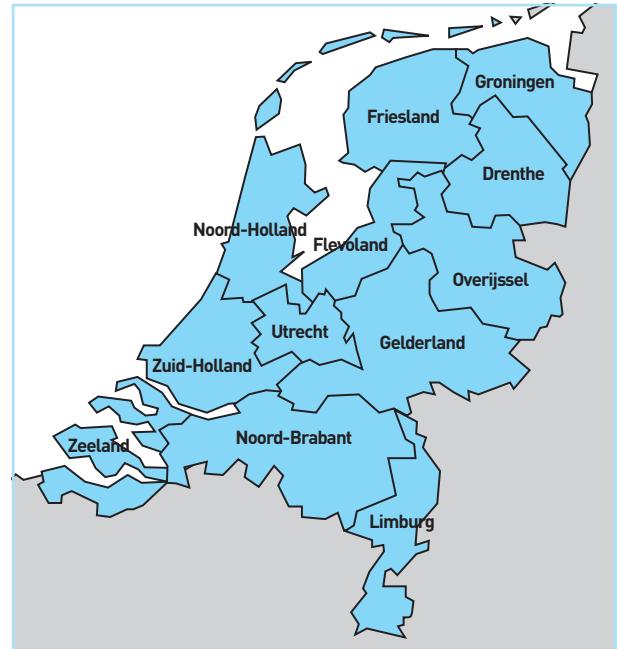 Groningen
Friesland
Drenthe
Noord-Holland
Flevoland
Overijssel
Utrecht
Gelderland
Zuid-Holland
Noord-Brabant
Zeeland
Limburg